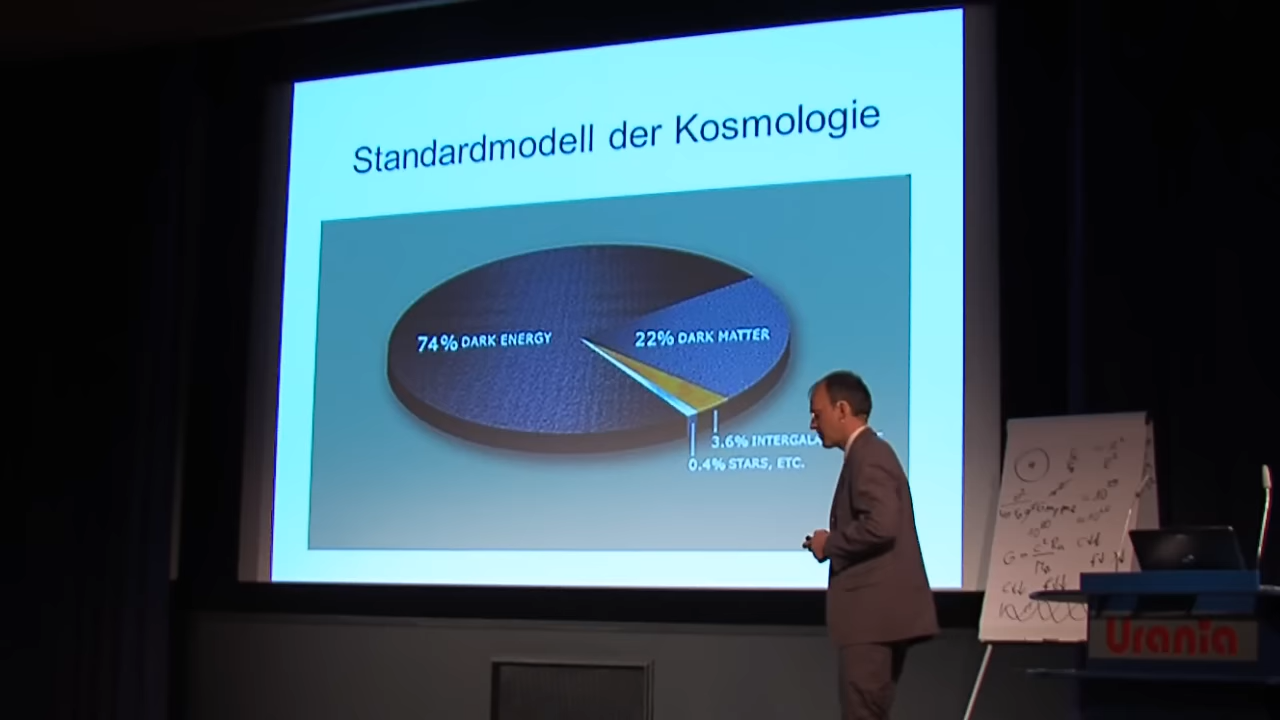 Standardmodell der Kosmologie
74% DARK ENERGY
22% DARK MATTER
3.6% INTERGALA
0.4% STARS, ETC.
Urania